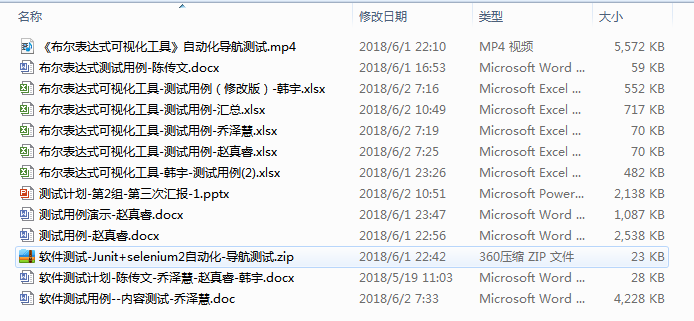 名称 修改日期 类型 大小
《布尔表达式可视化工具》自动化导航测试.mp4 2018/6/1 22:10 MP4 视频 5,572 KB
布尔表达式测试用例-陈传文.docx 2018/6/1 16:53 Microsoft Word ... 59 KB
布尔表达式可视化工具-测试用例（修改版）-韩宇.xlsx 2018/6/2 7:16 Microsoft Excel ... 552 KB
布尔表达式可视化工具-测试用例-汇总.xlsx 2018/6/2 10:49 Microsoft Excel ... 717 KB
布尔表达式可视化工具-测试用例-乔泽慧.xlsx 2018/6/2 7:19 Microsoft Excel ... 70 KB
布尔表达式可视化工具-测试用例-赵真睿.xlsx 2018/6/2 7:25 Microsoft Excel ... 70 KB
布尔表达式可视化工具-韩宇-测试用例(2).xlsx 2018/6/1 23:26 Microsoft Excel ... 482 KB
测试计划-第2组-第三次汇报-1.pptx 2018/6/2 10:51 Microsoft Power... 2,138 KB
测试用例演示-赵真睿.docx 2018/6/1 23:47 Microsoft Word ... 1,087 KB
测试用例-赵真睿.docx 2018/6/1 22:56 Microsoft Word ... 2,538 KB
软件测试-Junit+selenium2自动化-导航测试.zip 2018/6/1 22:42 360压缩 ZIP 文件 23 KB
软件测试计划-陈传文-乔泽慧-赵真睿-韩宇.docx 2018/5/19 11:03 Microsoft Word ... 28 KB
软件测试用例--内容测试-乔泽慧.doc 2018/6/2 7:33 Microsoft Word ... 4,228 KB